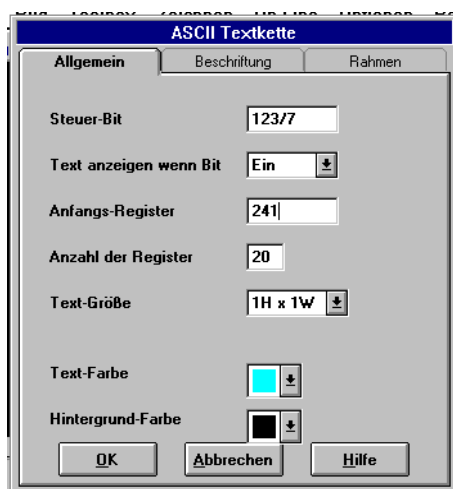 ASCII Textkette
Allgemein Beschriftung Rahmen
Steuer-Bit 123/7
Text anzeigen wenn Bit Ein
Anfangs-Register 241
Anzahl der Register 20
Text-Größe 1H x 1W
Text-Farbe
Hintergrund-Farbe
OK Abbrechen Hilfe